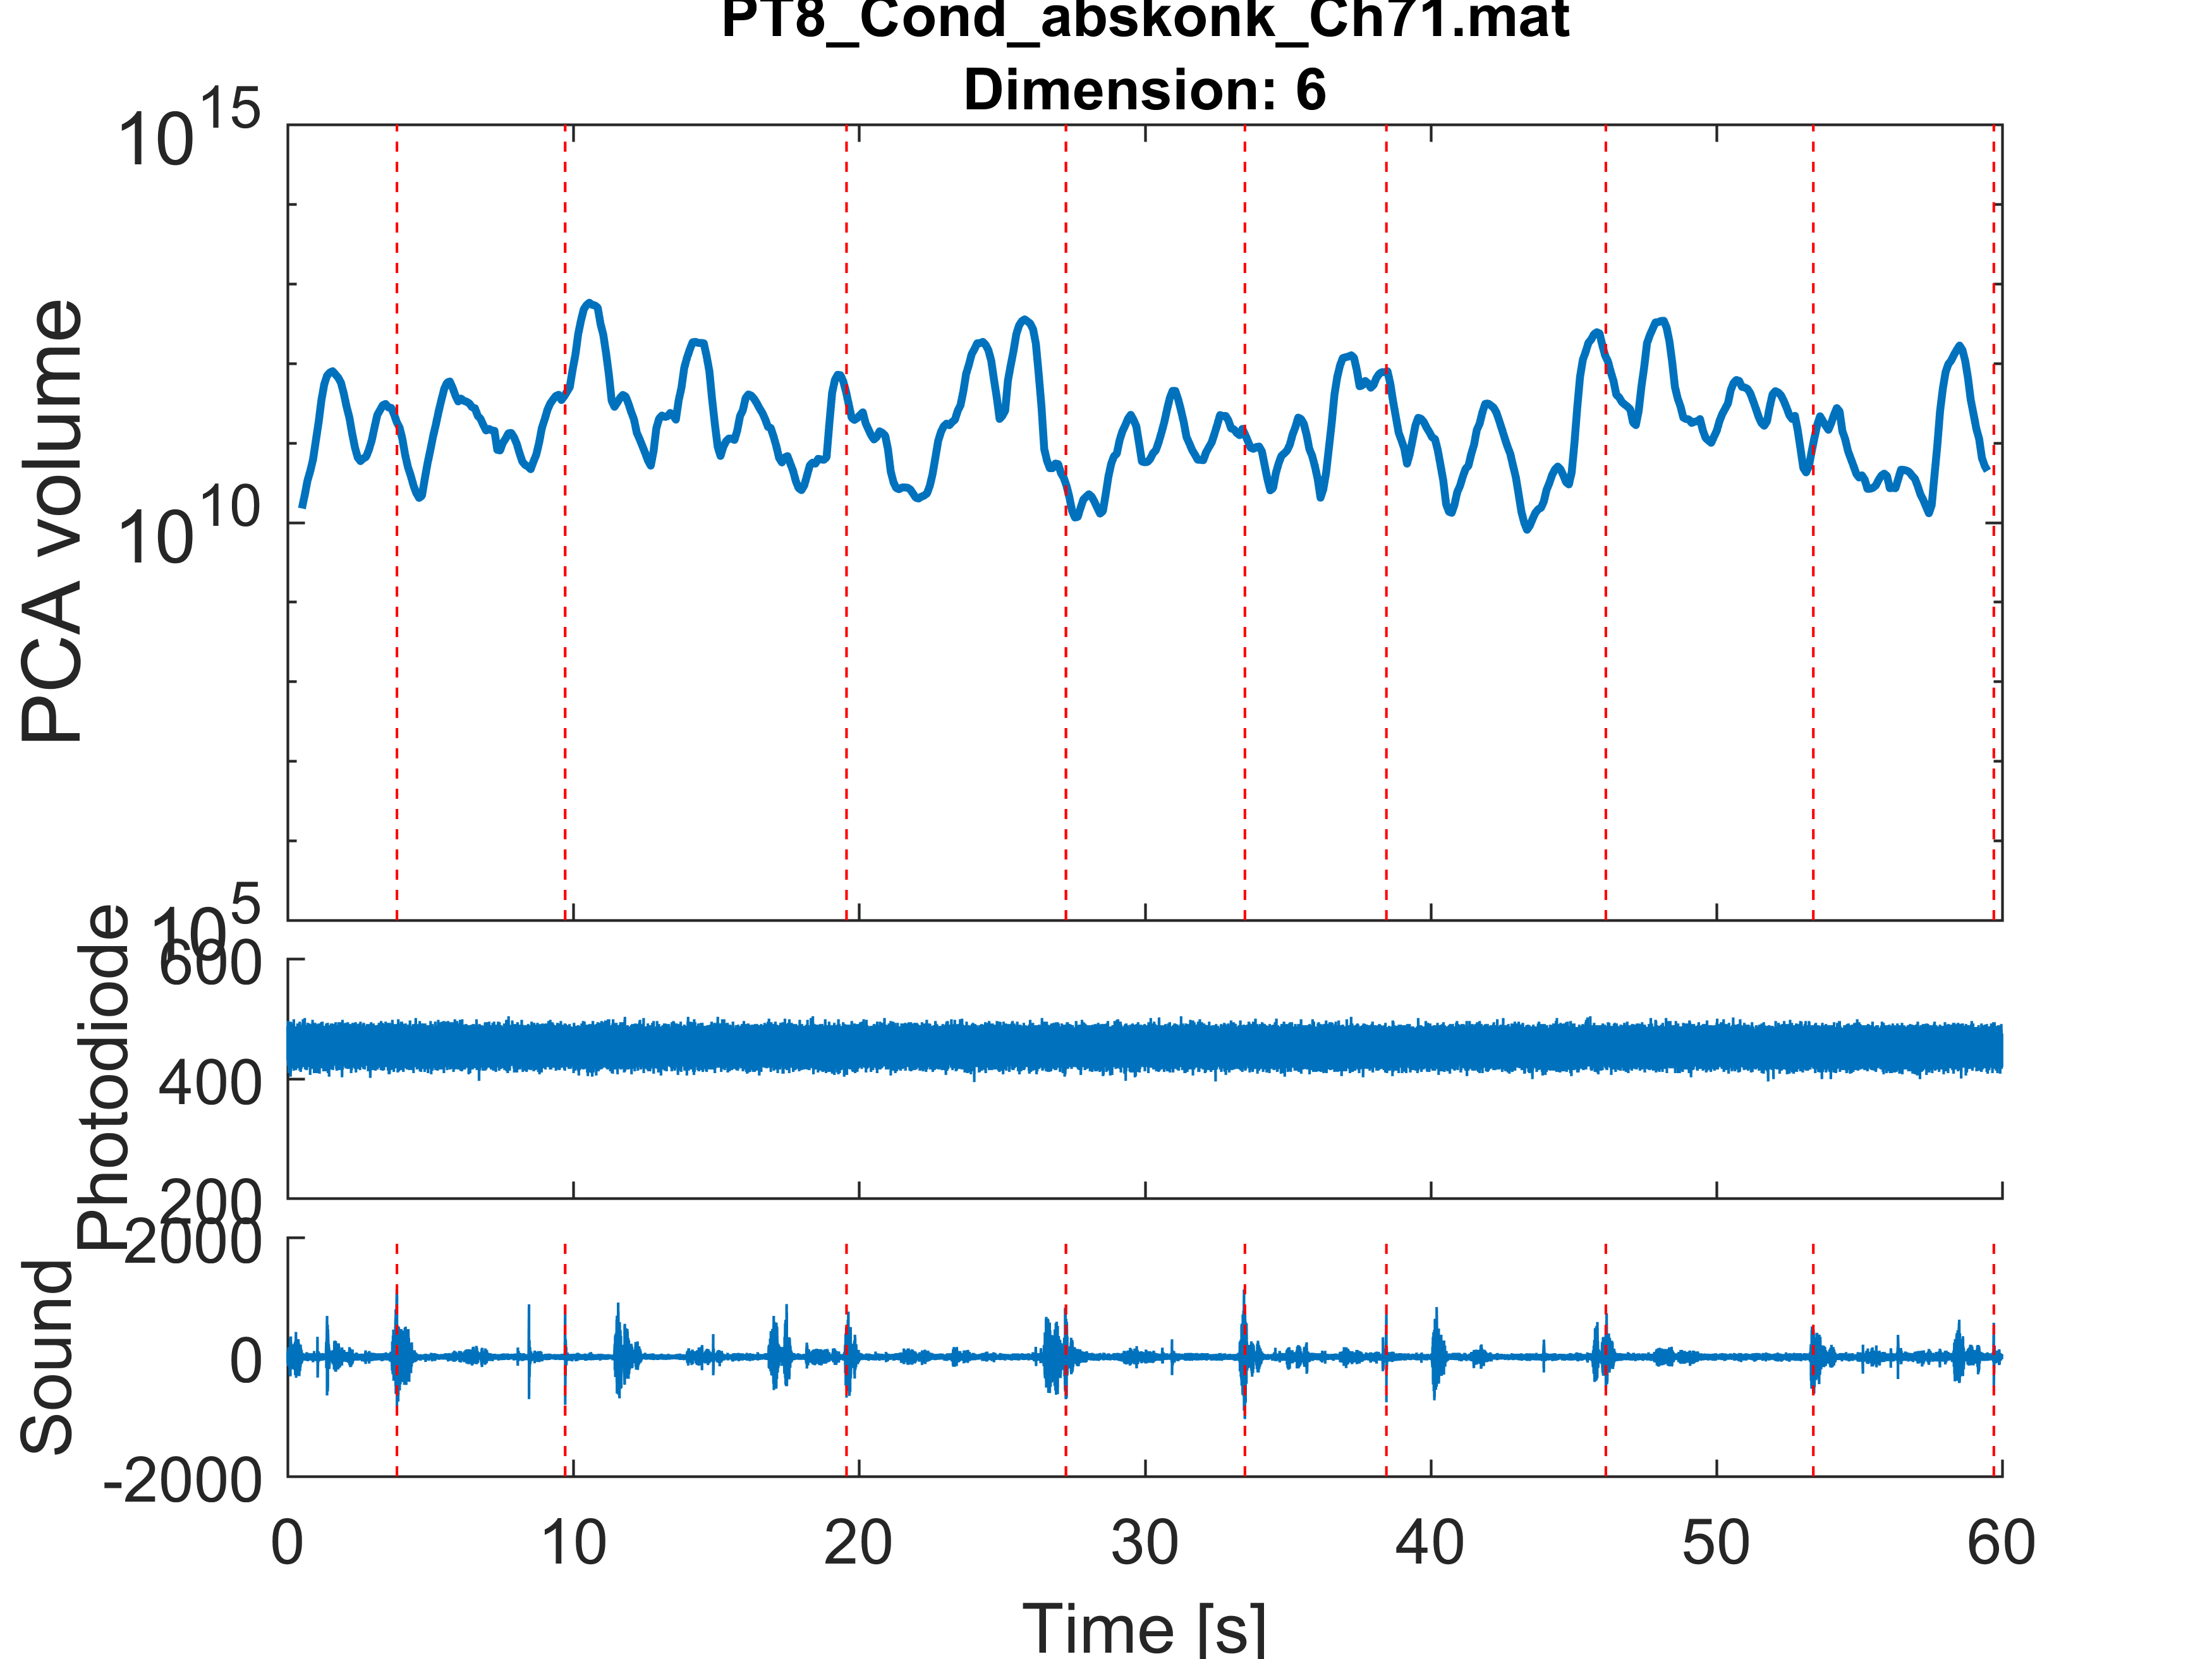 PT8_Cond_abskonk_Ch71.mat
Dimension: 6
PCA volume
10^15
10^10
10^5
Photodiode
600
400
200
Sound
2000
0
-2000
0 10 20 30 40 50 60
Time [s]